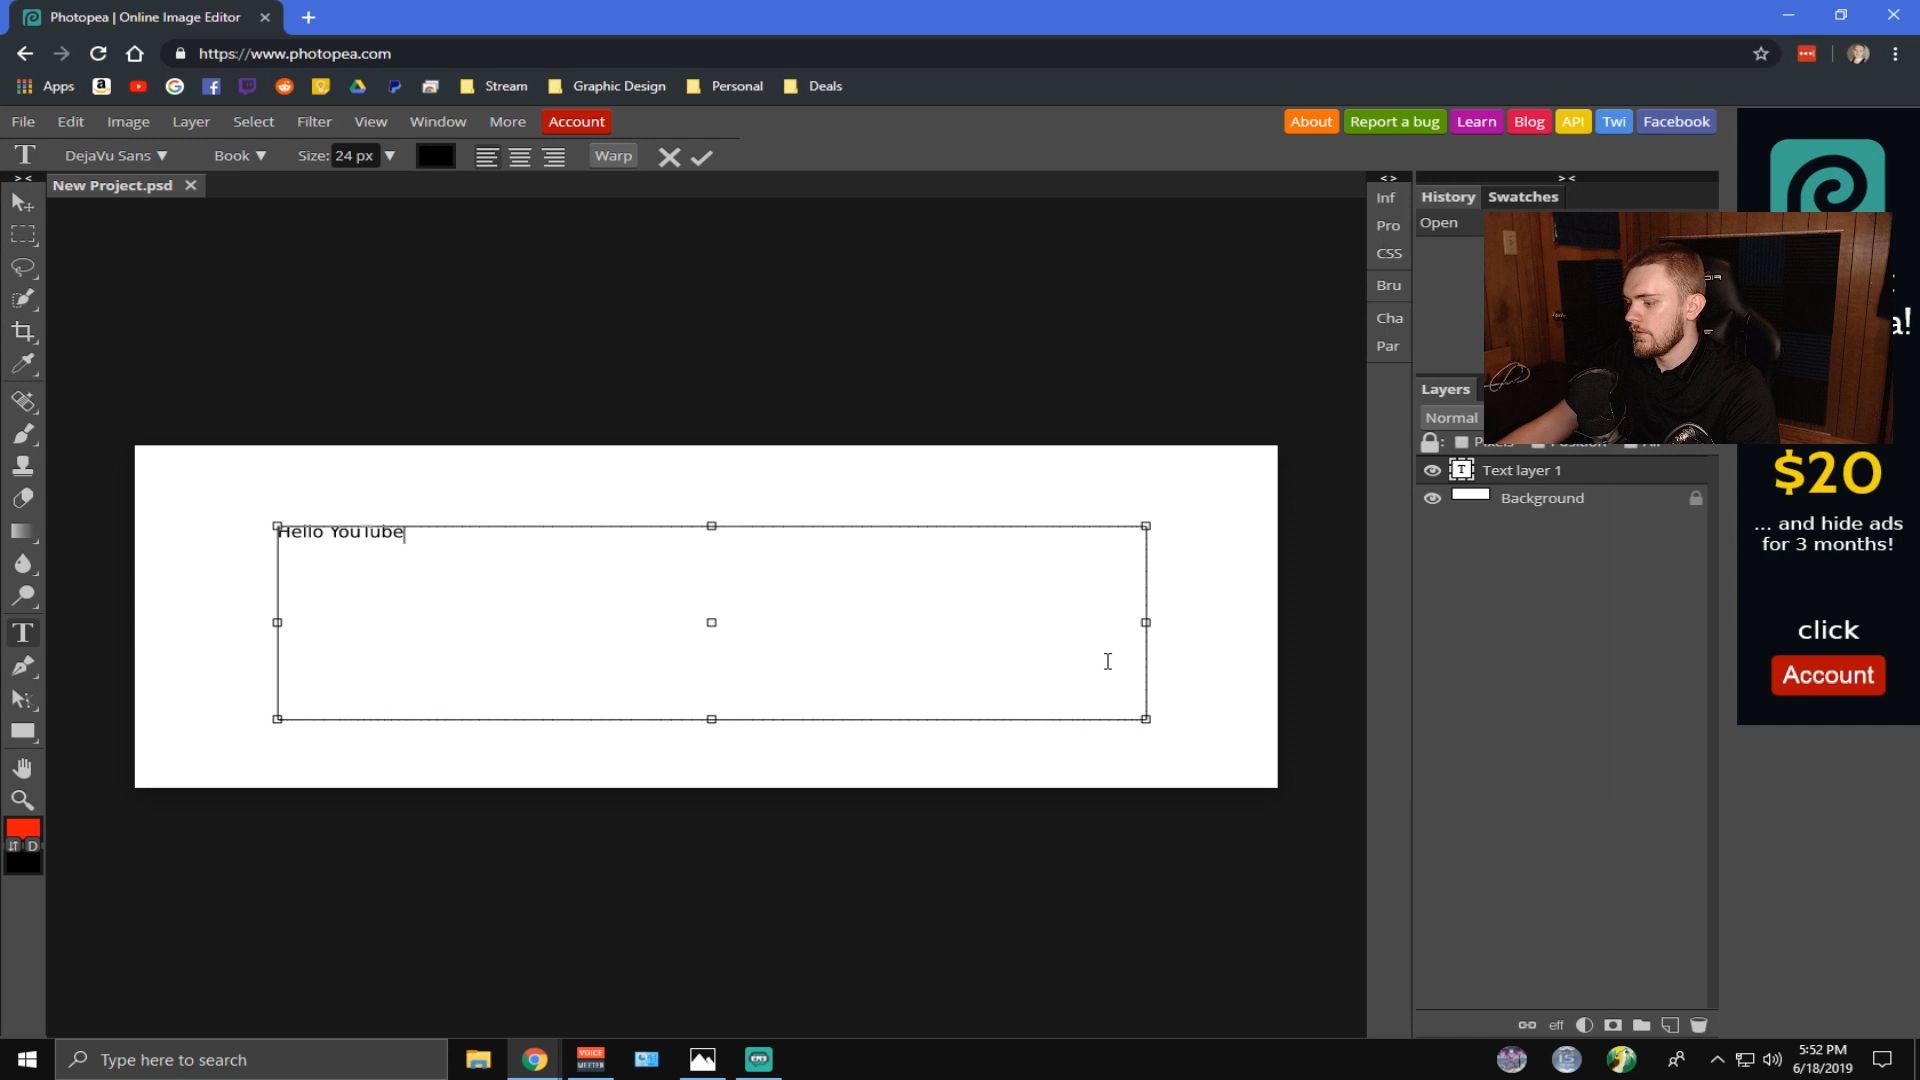 Photopea | Online Image Editor
https://www.photopea.com
Apps
Stream
Graphic Design
Personal
Deals
File Edit Image Layer Select Filter View Window More Account
About Report a bug Learn Blog API Twi Facebook
DejaVu Sans ▼ Book ▼ Size: 24 px ▼ Warp
New Project.psd
Inf
Pro
CSS
Bru
Cha
Par
History Swatches
Open
a!
Layers
Normal
Text layer 1
Background
Hello YouTube
$20
... and hide ads
for 3 months!
click
Account
D
eff
Type here to search
VOICE
MEETER
5:52 PM
6/18/2019